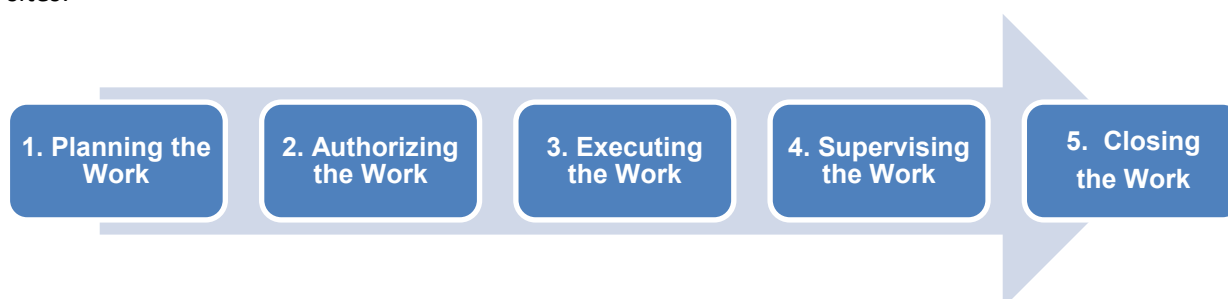 1. Planning the
Work
2. Authorizing
the Work
3. Executing
the Work
4. Supervising
the Work
5. Closing
the Work